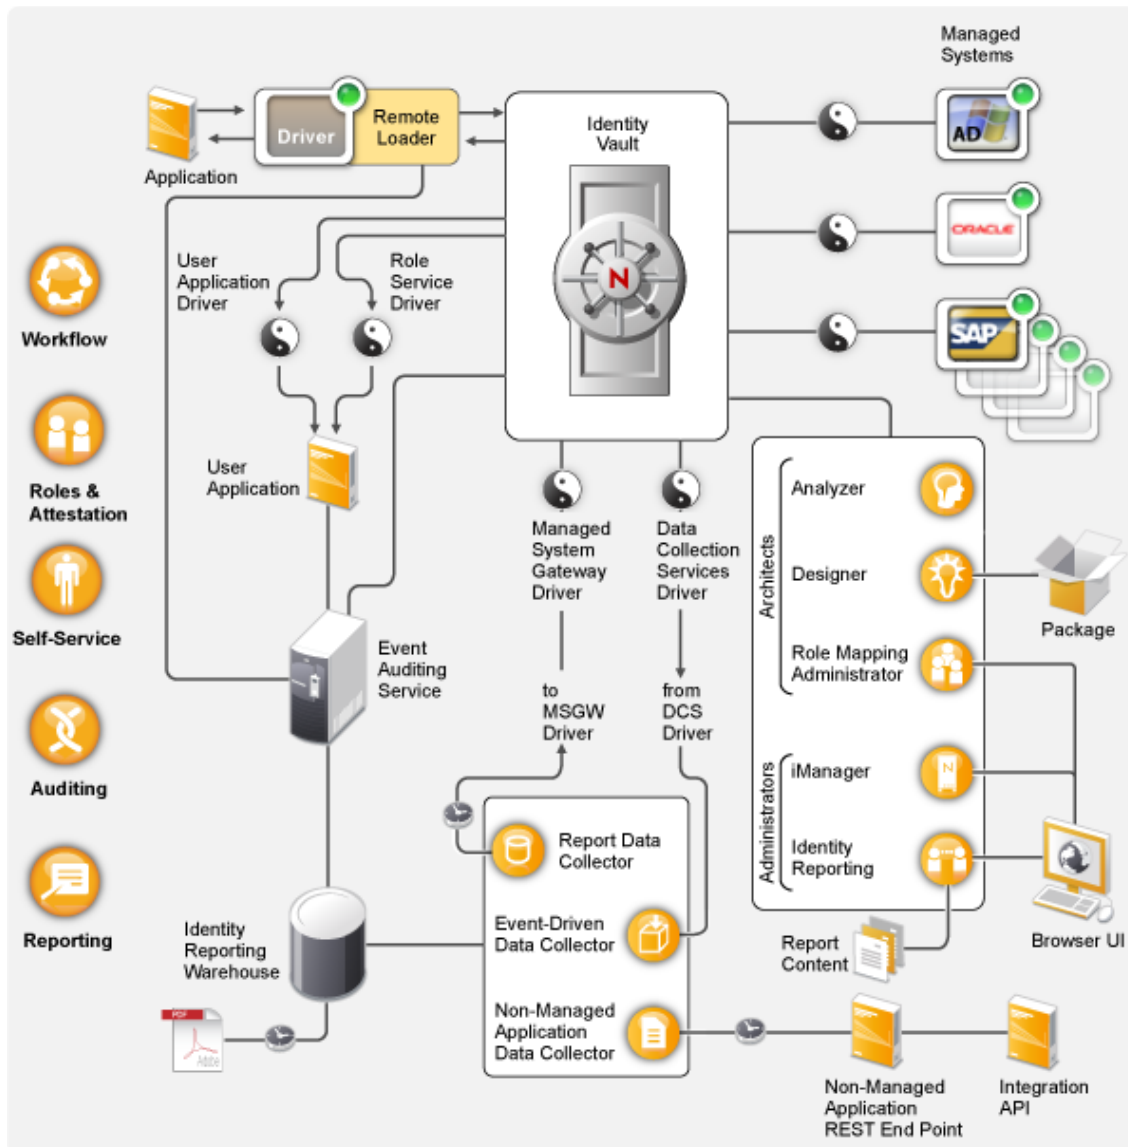 Managed
Systems
Application
Driver
Remote
Loader
Identity
Vault
N
AD
ORACLE
SAP
User
Application
Driver
Role
Service
Driver
Workflow
Roles &
Attestation
Self-Service
Auditing
Reporting
User
Application
Managed
System
Gateway
Driver
Data
Collection
Services
Driver
to
MSGW
Driver
from
DCS
Driver
Event
Auditing
Service
Architects
Analyzer
Designer
Role Mapping
Administrator
Package
Administrators
iManager
N
Identity
Reporting
Browser UI
Report
Content
Report Data
Collector
Event-Driven
Data Collector
Non-Managed
Application
Data Collector
Identity
Reporting
Warehouse
PDF
Adobe
Non-Managed
Application
REST End Point
Integration
API